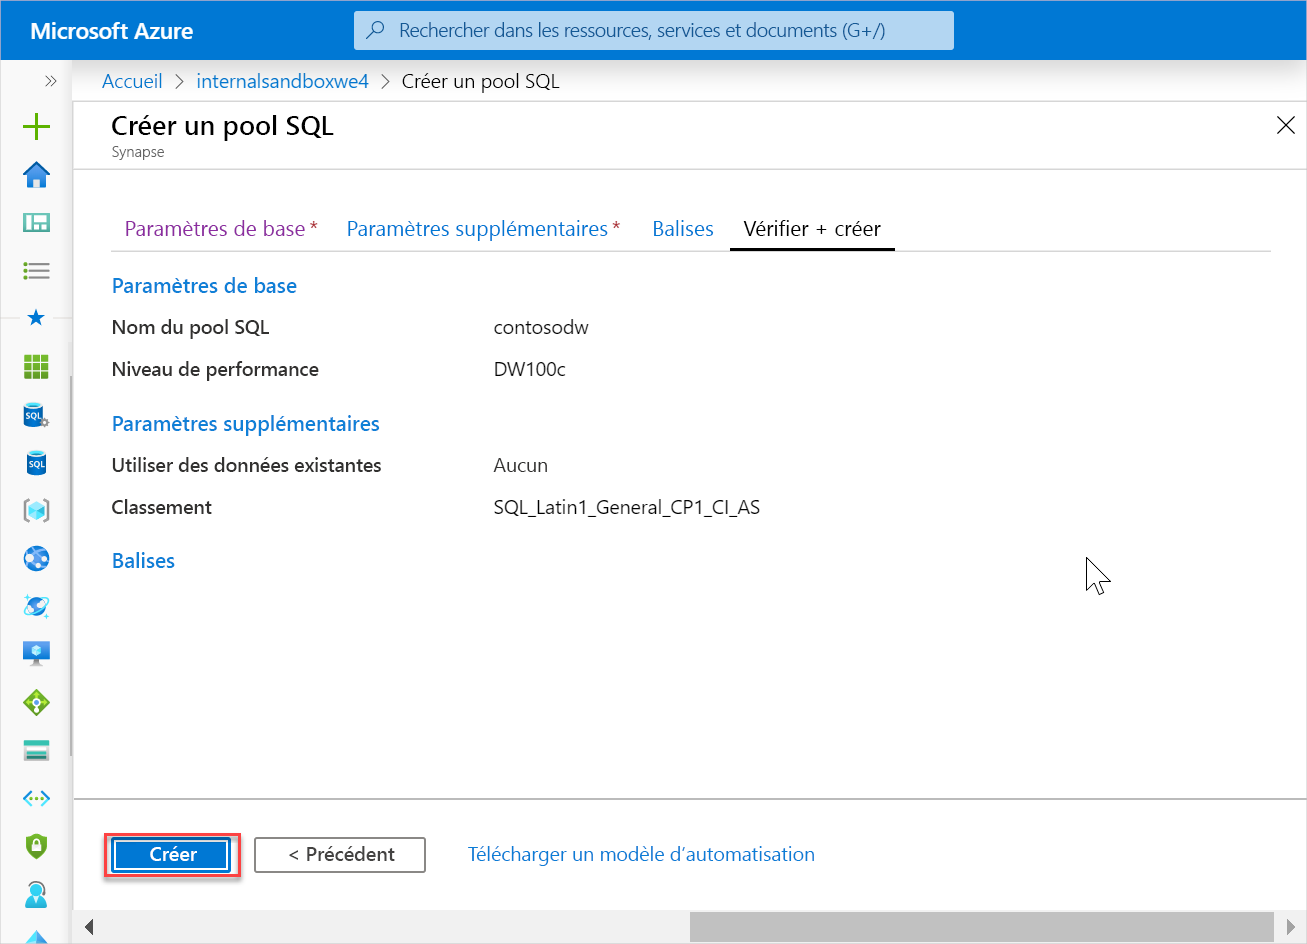 Microsoft Azure
Rechercher dans les ressources, services et documents (G+/)
Accueil > internalsandboxwe4 > Créer un pool SQL
Créer un pool SQL
Synapse
Paramètres de base * Paramètres supplémentaires * Balises Vérifier + créer
Paramètres de base
Nom du pool SQL contosodw
Niveau de performance DW100c
Paramètres supplémentaires
Utiliser des données existantes Aucun
Classement SQL_Latin1_General_CP1_CI_AS
Balises
SQL
SQL
Créer < Précédent Télécharger un modèle d’automatisation